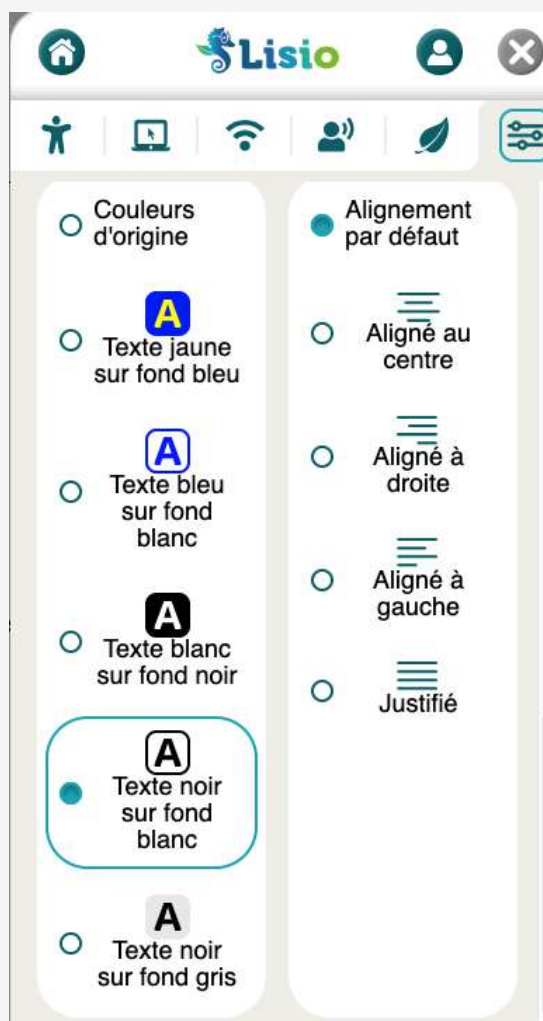 Lisio
Couleurs
d'origine
A
Texte jaune
sur fond bleu
A
Texte bleu
sur fond
blanc
A
Texte blanc
sur fond noir
A
Texte noir
sur fond
blanc
A
Texte noir
sur fond gris
Alignement
par défaut
Aligné au
centre
Aligné à
droite
Aligné à
gauche
Justifié